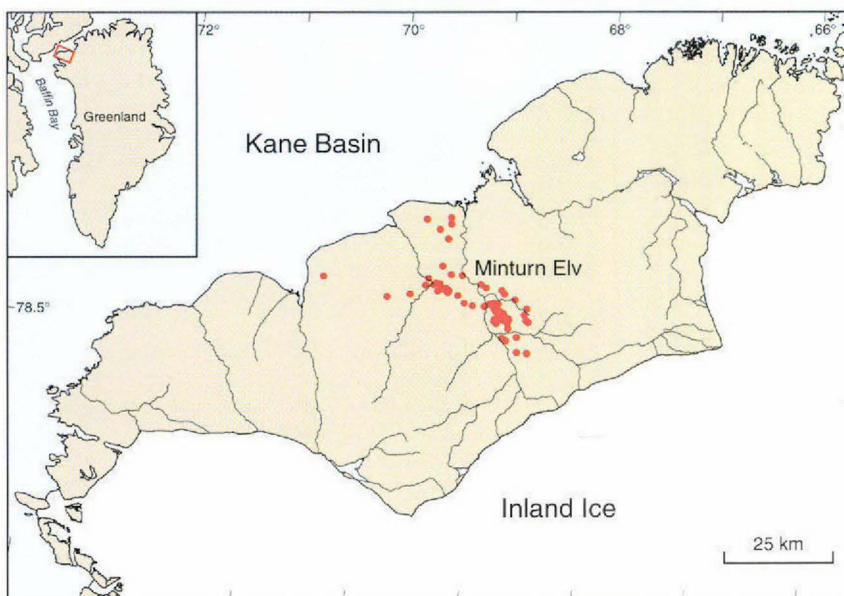 72°
70°
68°
66°
Baffin Bay
Greenland
Kane Basin
Minturn Elv
78.5°
Inland Ice
25 km